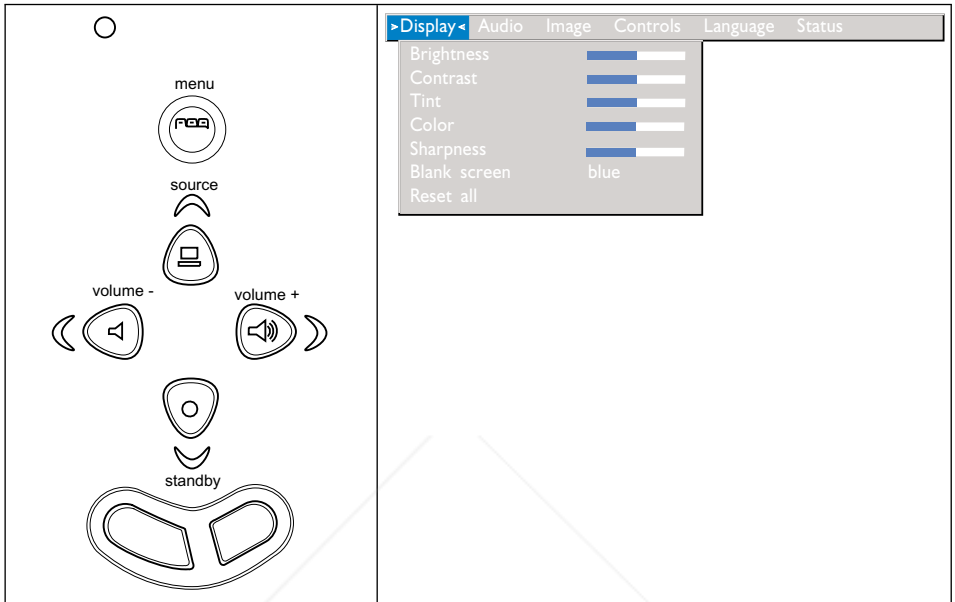 menu
source
volume -
volume +
standby
>Display< Audio Image Controls Language Status
Brightness
Contrast
Tint
Color
Sharpness
Blank screen blue
Reset all